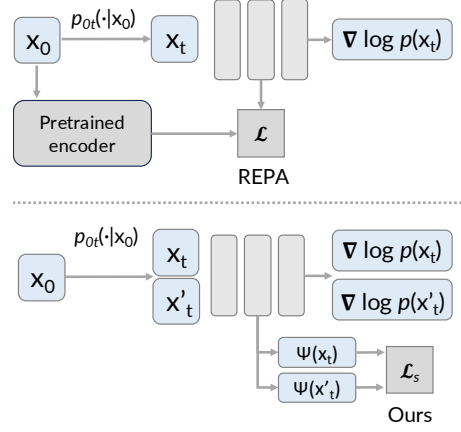 p₀ₜ(·|x₀)
x₀
xₜ
∇ log p(xₜ)
Pretrained
encoder
ℒ
REPA
p₀ₜ(·|x₀)
xₜ
∇ log p(xₜ)
x₀
x'ₜ
∇ log p(x'ₜ)
Ψ(xₜ)
ℒₛ
Ψ(x'ₜ)
Ours